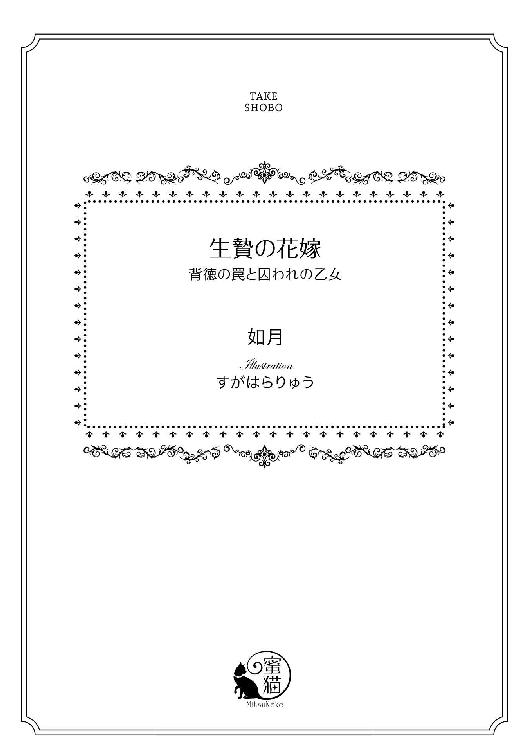 TAKE
SHOBO
生贄の花嫁
背徳の罠と囚われの乙女
如月
Illustration
すがはらりゅう
蜜
猫
MitsuNeko